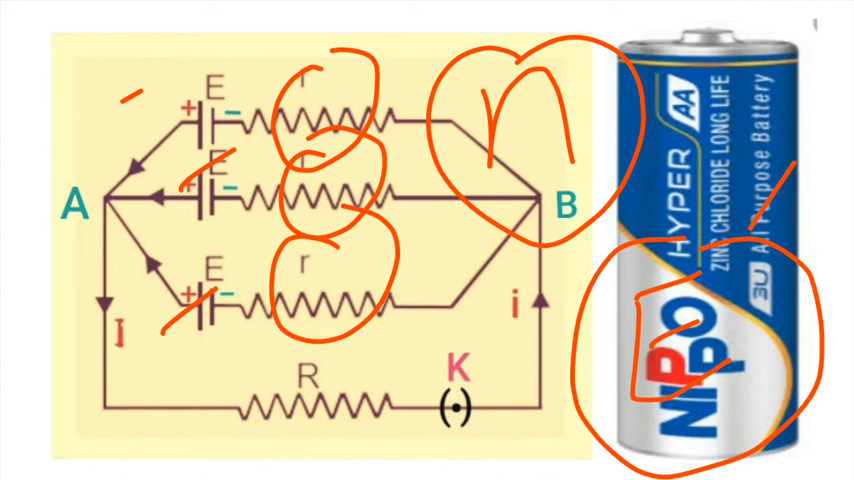 E
r
+
-
n
E
r
+
-
A
B
E
r
+
-
i
R
K
NIPPO
HYPER AA
ZINC CHLORIDE LONG LIFE
3U All Purpose Battery
E